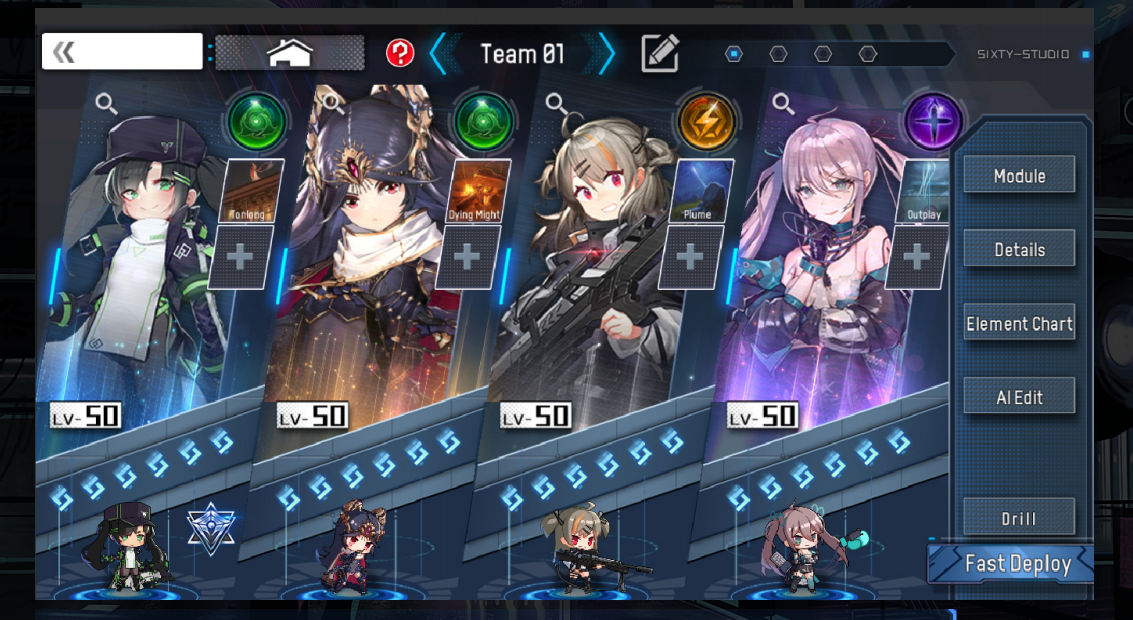 Team 01
SIXTY-STUDIO
Tonlong
Dying Might
Plume
Outplay
Module
Details
Element Chart
AI Edit
LV-50
LV-50
LV-50
LV-50
Drill
Fast Deploy